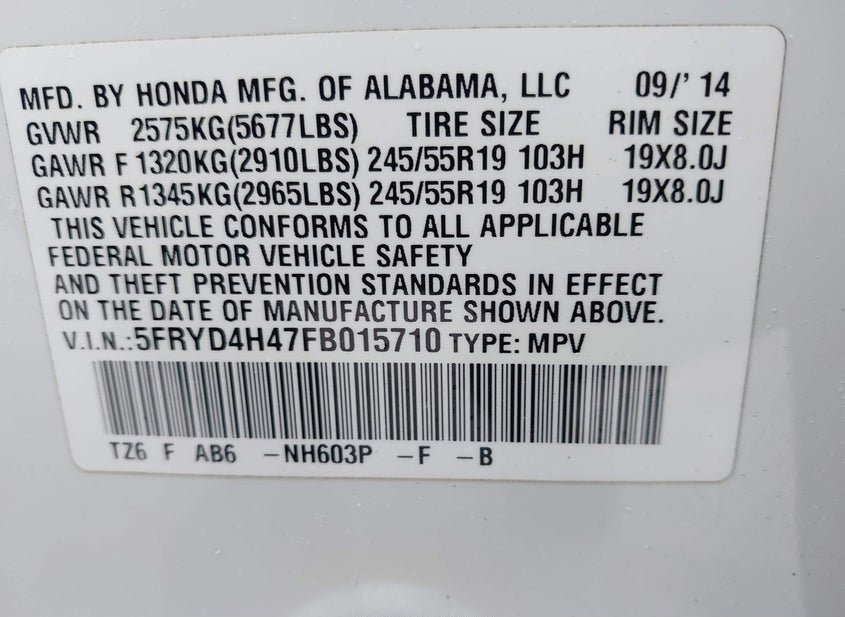 MFD. BY HONDA MFG. OF ALABAMA, LLC 09/' 14
GVWR 2575KG(5677LBS) TIRE SIZE RIM SIZE
GAWR F 1320KG(2910LBS) 245/55R19 103H 19X8.0J
GAWR R1345KG(2965LBS) 245/55R19 103H 19X8.0J
THIS VEHICLE CONFORMS TO ALL APPLICABLE
FEDERAL MOTOR VEHICLE SAFETY
AND THEFT PREVENTION STANDARDS IN EFFECT
ON THE DATE OF MANUFACTURE SHOWN ABOVE.
V.I.N.:5FRYD4H47FB015710 TYPE: MPV
TZ6 F AB6 -NH603P -F -B